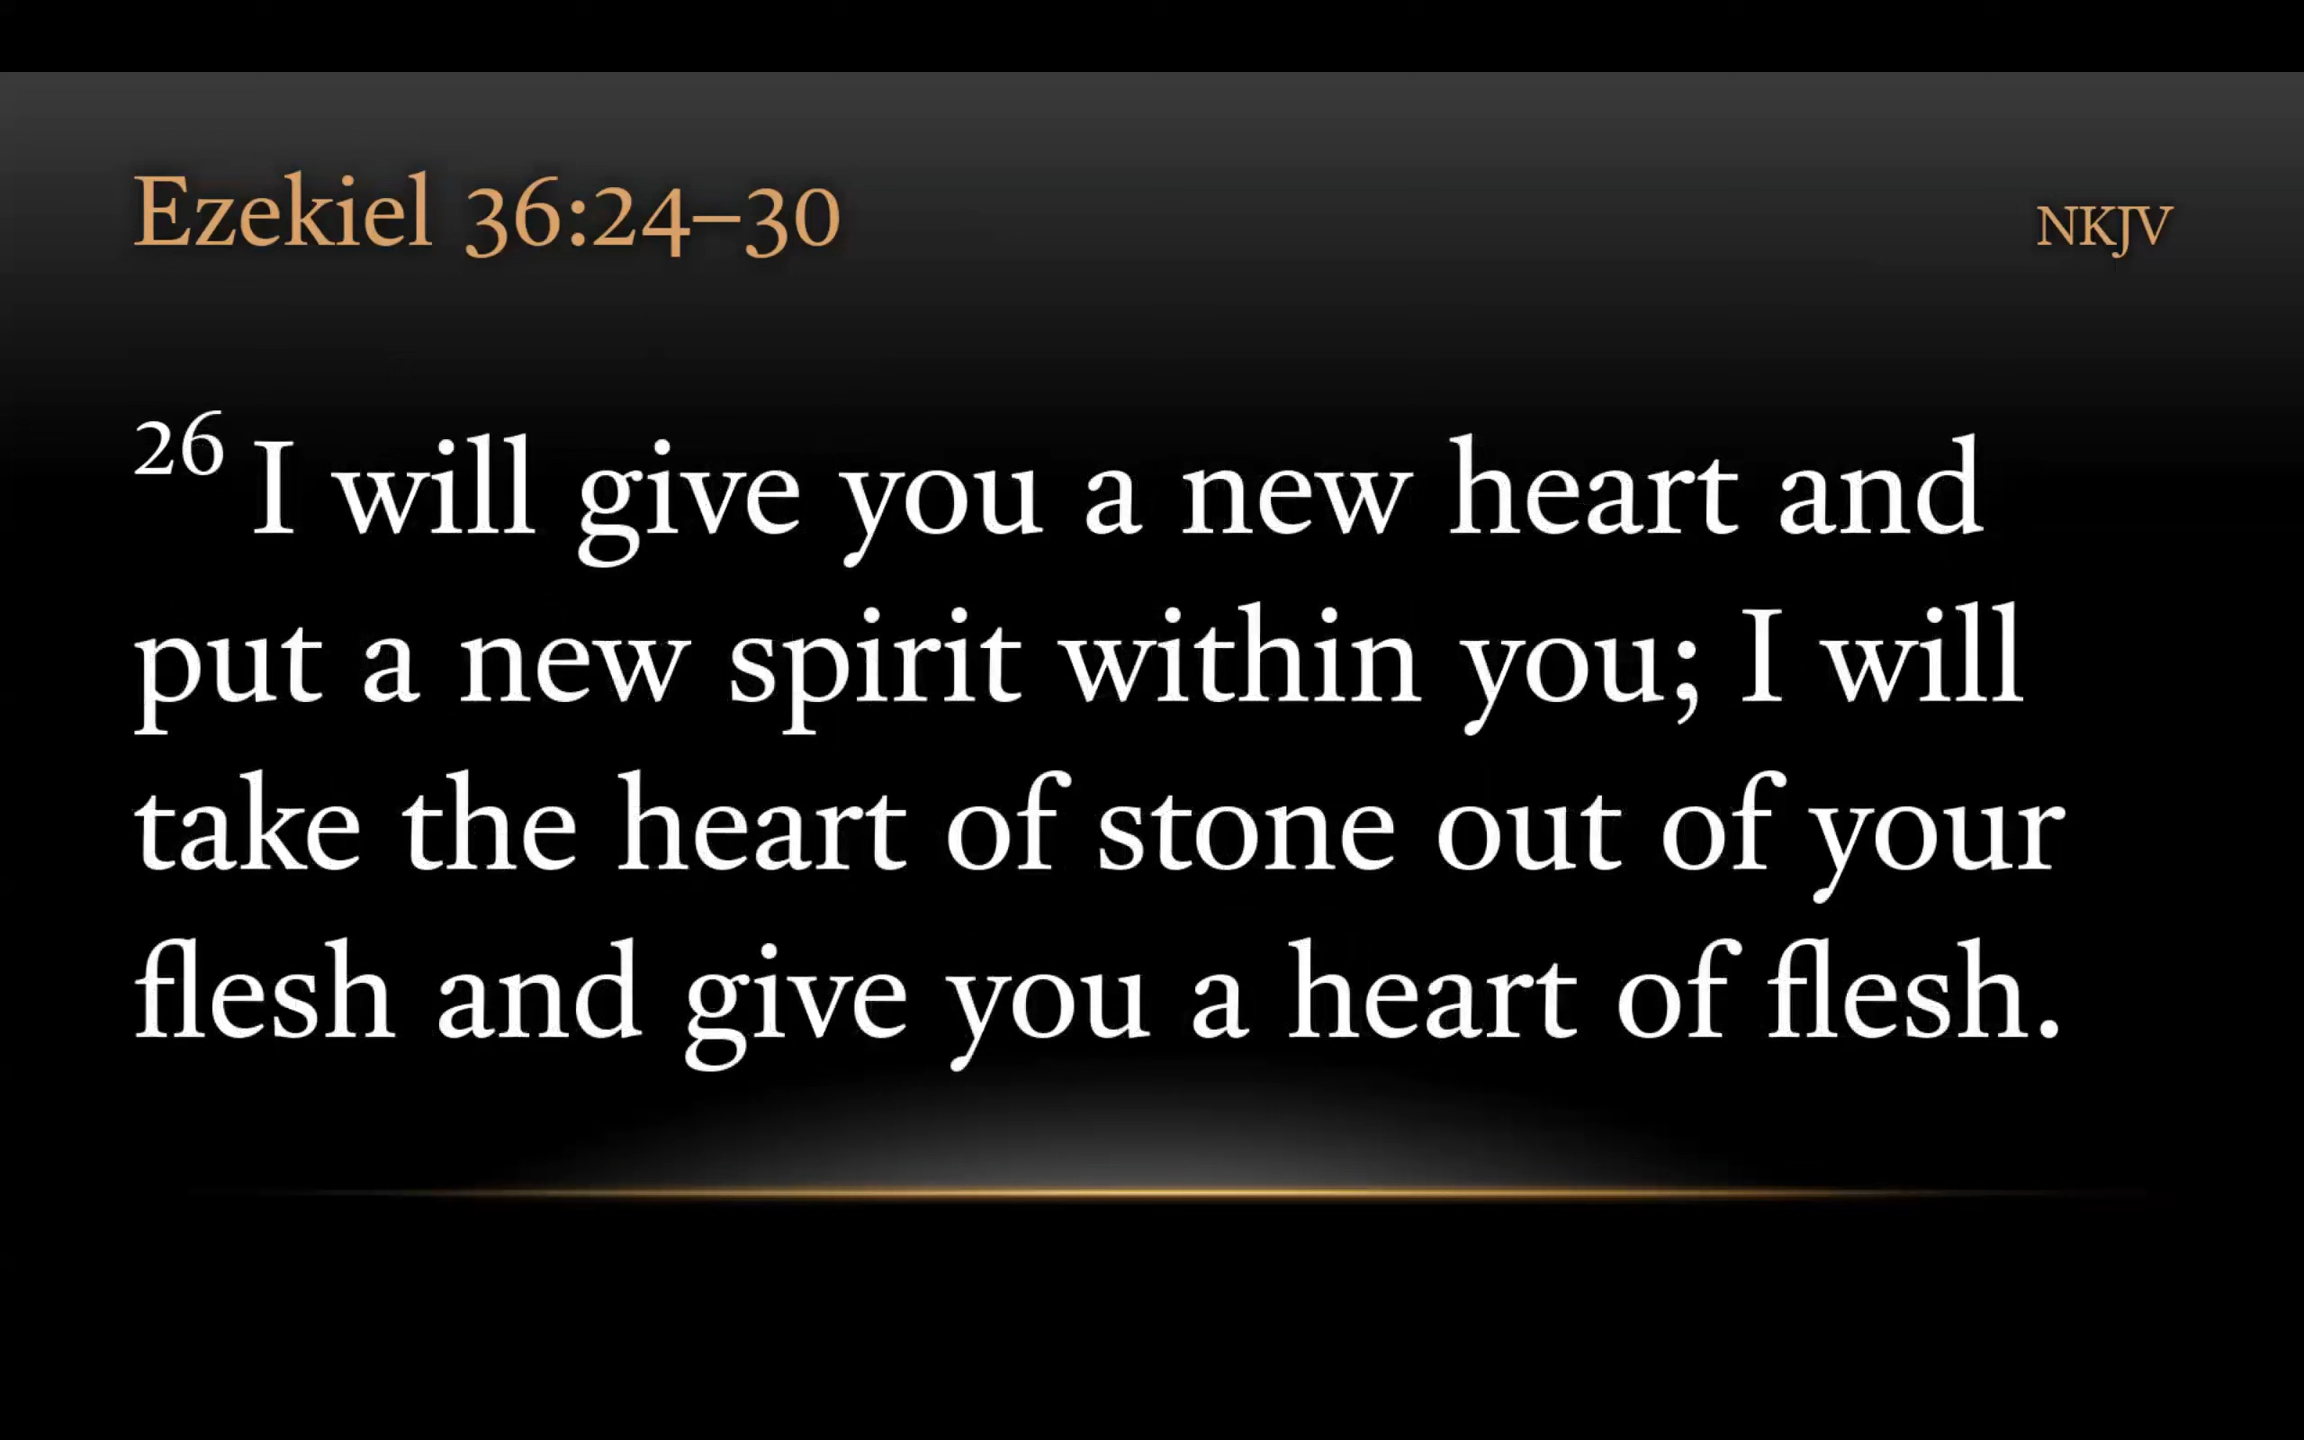 Ezekiel 36:24–30
NKJV
26 I will give you a new heart and
put a new spirit within you; I will
take the heart of stone out of your
flesh and give you a heart of flesh.